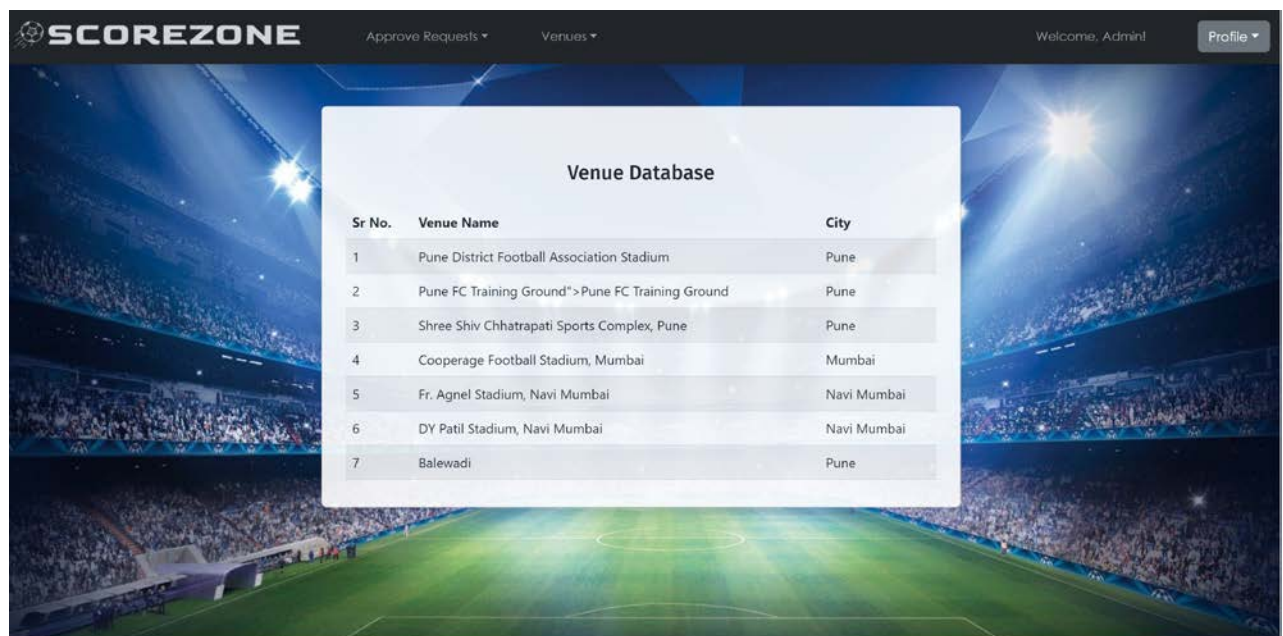 SCOREZONE Approve Requests Venues Welcome, Admin! Profile
Venue Database
Sr No. Venue Name City
1 Pune District Football Association Stadium Pune
2 Pune FC Training Ground">Pune FC Training Ground Pune
3 Shree Shiv Chhatrapati Sports Complex, Pune Pune
4 Cooperage Football Stadium, Mumbai Mumbai
5 Fr. Agnel Stadium, Navi Mumbai Navi Mumbai
6 DY Patil Stadium, Navi Mumbai Navi Mumbai
7 Balewadi Pune